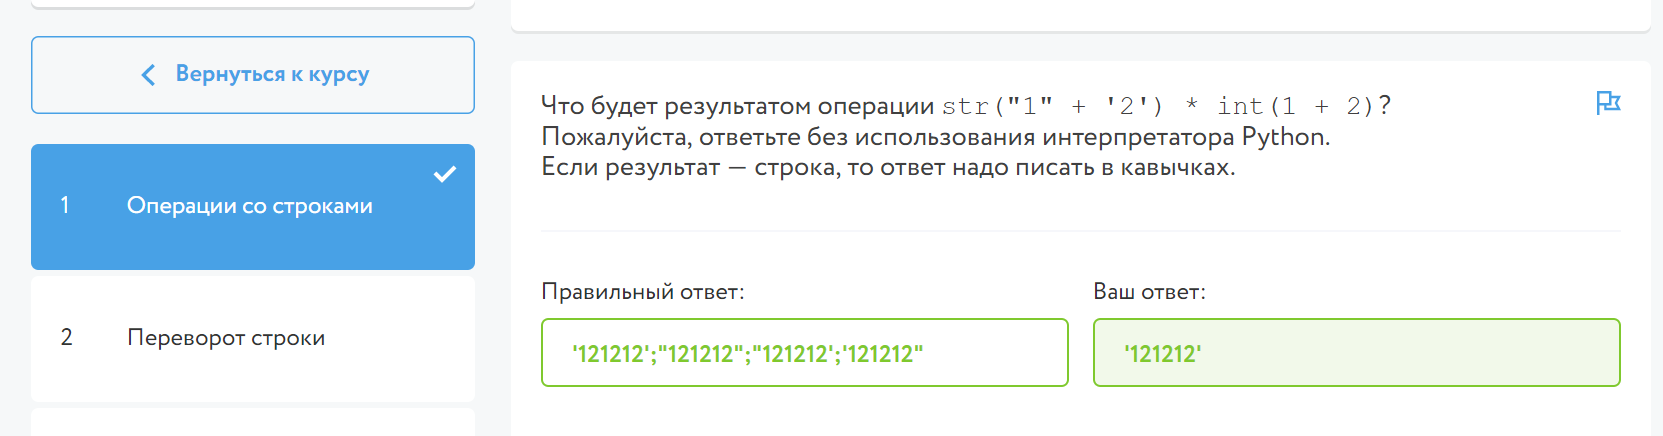 Вернуться к курсу
1 Операции со строками
2 Переворот строки
Что будет результатом операции str("1" + '2') * int(1 + 2)?
Пожалуйста, ответьте без использования интерпретатора Python.
Если результат — строка, то ответ надо писать в кавычках.
Правильный ответ:
'121212';"121212";"121212';'121212"
Ваш ответ:
'121212'